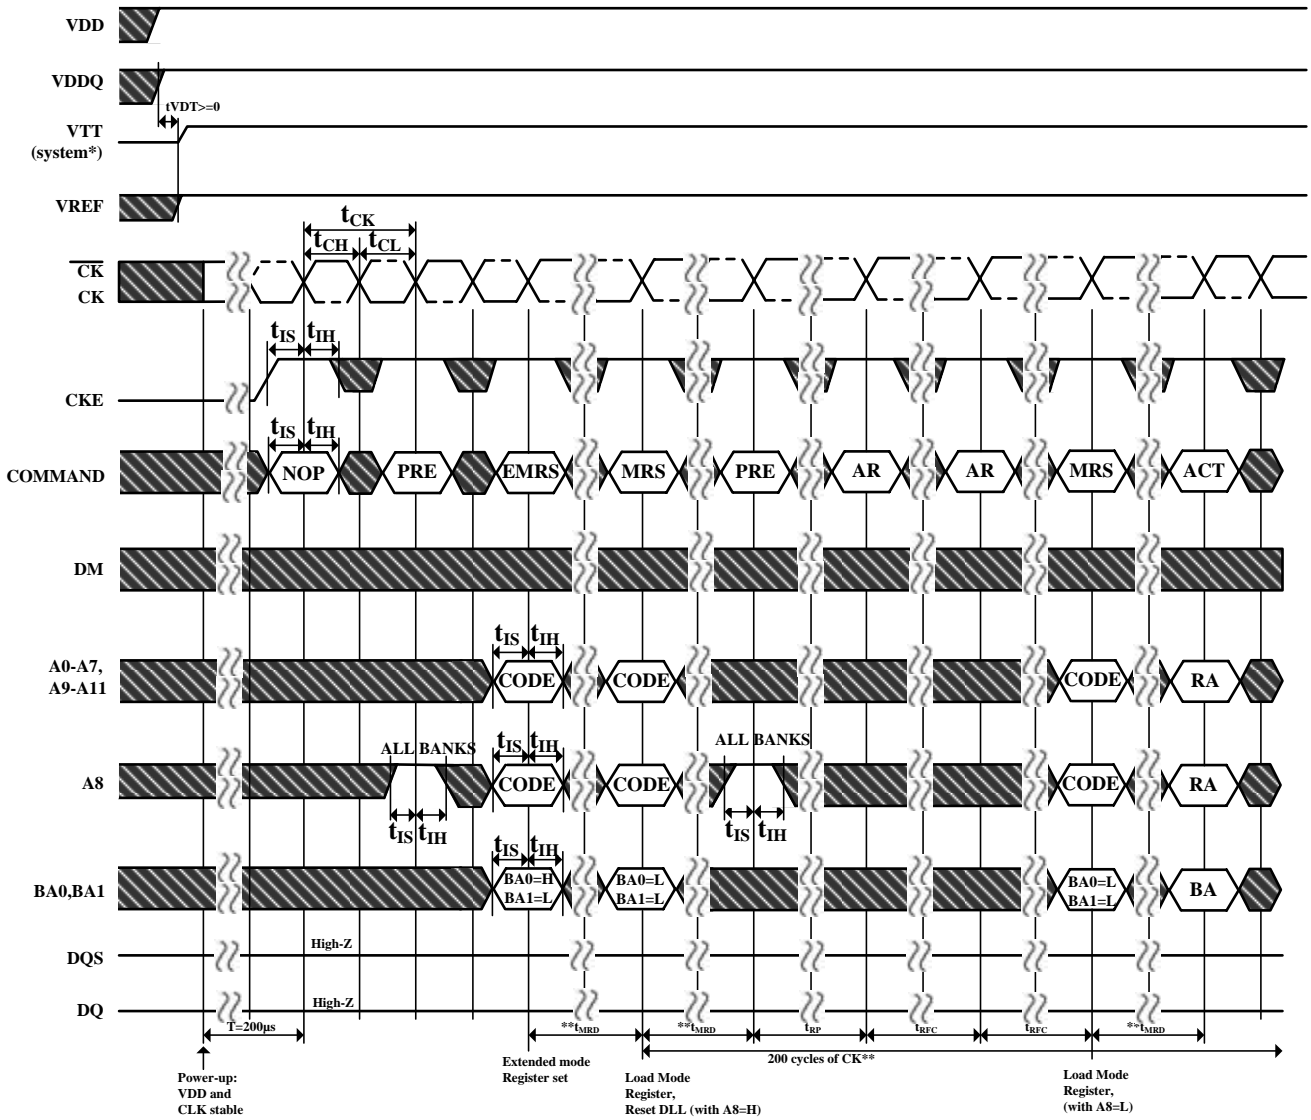 VDD
VDDQ
tVDT>=0
VTT
(system*)
VREF
tCK
tCH tCL
CK
CK
tIS tIH
CKE
tIS tIH
COMMAND NOP PRE EMRS MRS PRE AR AR MRS ACT
DM
tIS tIH
A0-A7,
A9-A11
CODE CODE CODE RA
ALL BANKS tIS tIH ALL BANKS
A8 CODE CODE CODE RA
tIS tIH tIS tIH
tIS tIH
BA0,BA1
BA0=H BA0=L BA0=L
BA1=L BA1=L BA1=L
BA
High-Z
DQS
High-Z
DQ
T=200µs **tMRD **tMRD tRP tRFC tRFC **tMRD
200 cycles of CK**
Power-up:
VDD and
CLK stable
Extended mode
Register set
Load Mode
Register,
Reset DLL (with A8=H)
Load Mode
Register,
(with A8=L)